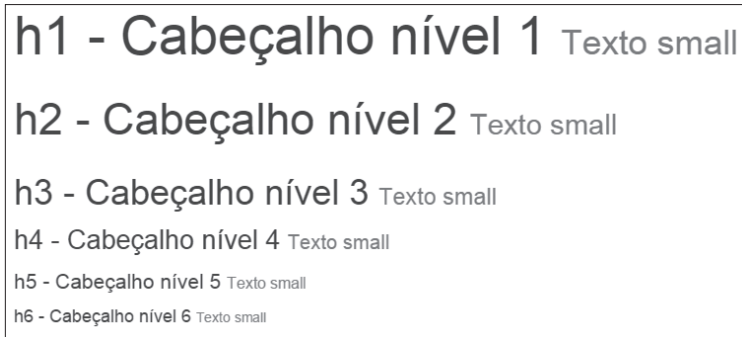 h1 - Cabeçalho nível 1 Texto small
h2 - Cabeçalho nível 2 Texto small
h3 - Cabeçalho nível 3 Texto small
h4 - Cabeçalho nível 4 Texto small
h5 - Cabeçalho nível 5 Texto small
h6 - Cabeçalho nível 6 Texto small